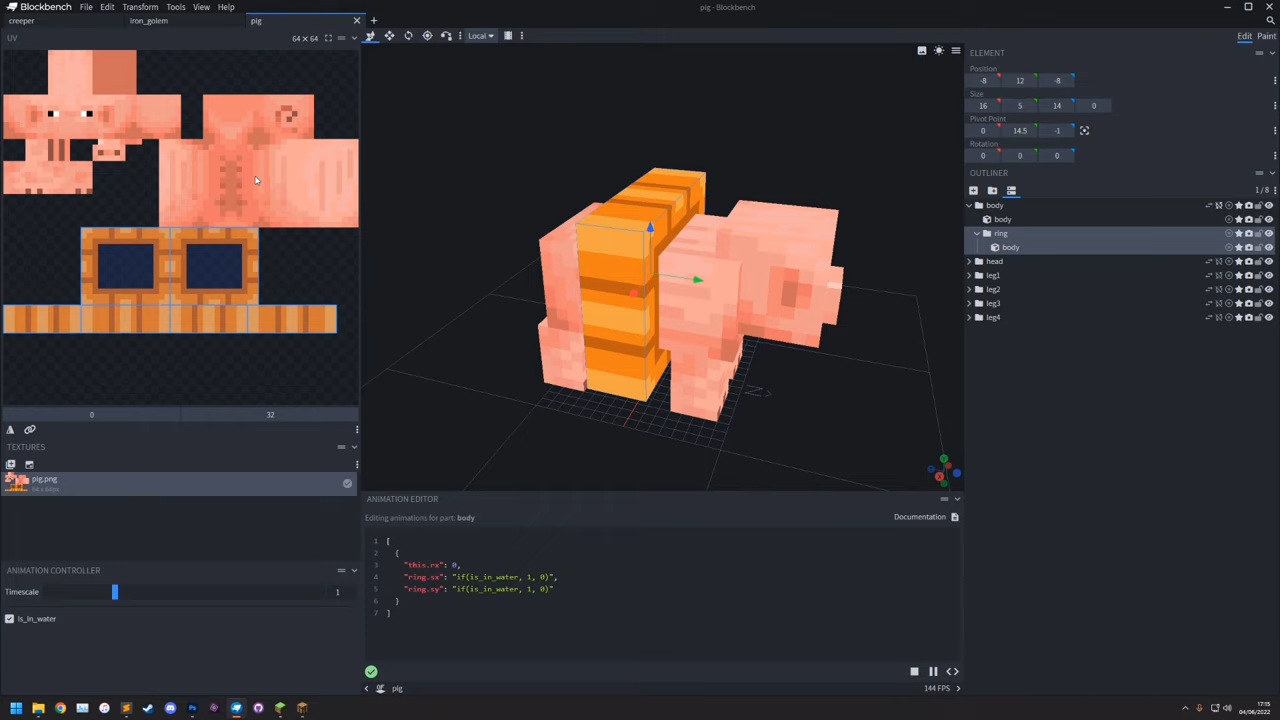 Blockbench File Edit Transform Tools View Help
pig - Blockbench
creeper iron_golem pig
UV 64 × 64
Local
Edit Paint
ELEMENT
Position
-8 12 -8
Size
16 5 14 0
Pivot Point
0 14.5 -1
Rotation
0 0 0
OUTLINER
1/8
body
body
ring
body
head
leg1
leg2
leg3
leg4
0 32
TEXTURES
pig.png
64 x 64px
ANIMATION CONTROLLER
Timescale 1
is_in_water
N
ANIMATION EDITOR
Editing animations for part: body
Documentation
1 [
2 {
3 "this.rx": 0,
4 "ring.sx": "if(is_in_water, 1, 0)",
5 "ring.sy": "if(is_in_water, 1, 0)"
6 }
7 ]
pig
144 FPS
17:15
04/06/2022